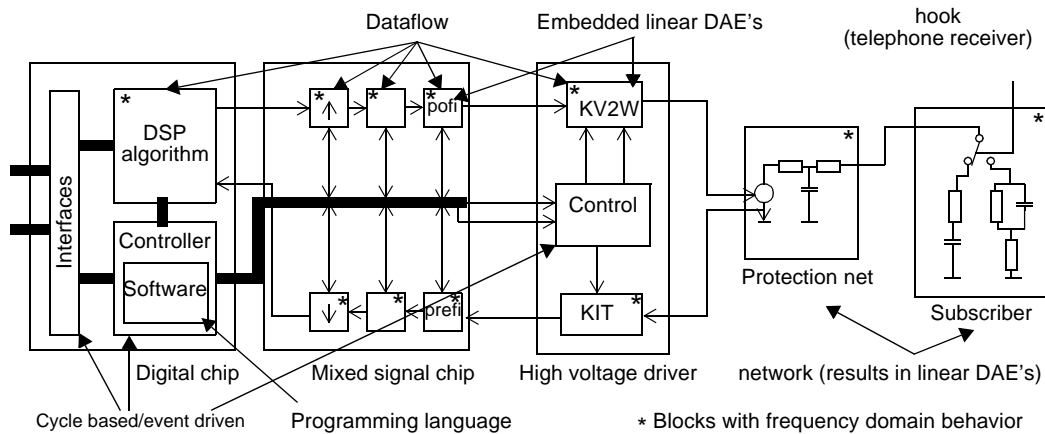 Dataflow
Embedded linear DAE's
hook
(telephone receiver)
*
DSP
algorithm
*
↑
*
*
pofi
*
KV2W
*
*
Interfaces
Controller
Software
Control
Protection net
*
↓
*
*
prefi
*
KIT
Subscriber
Digital chip
Mixed signal chip
High voltage driver
network (results in linear DAE's)
Cycle based/event driven
Programming language
* Blocks with frequency domain behavior